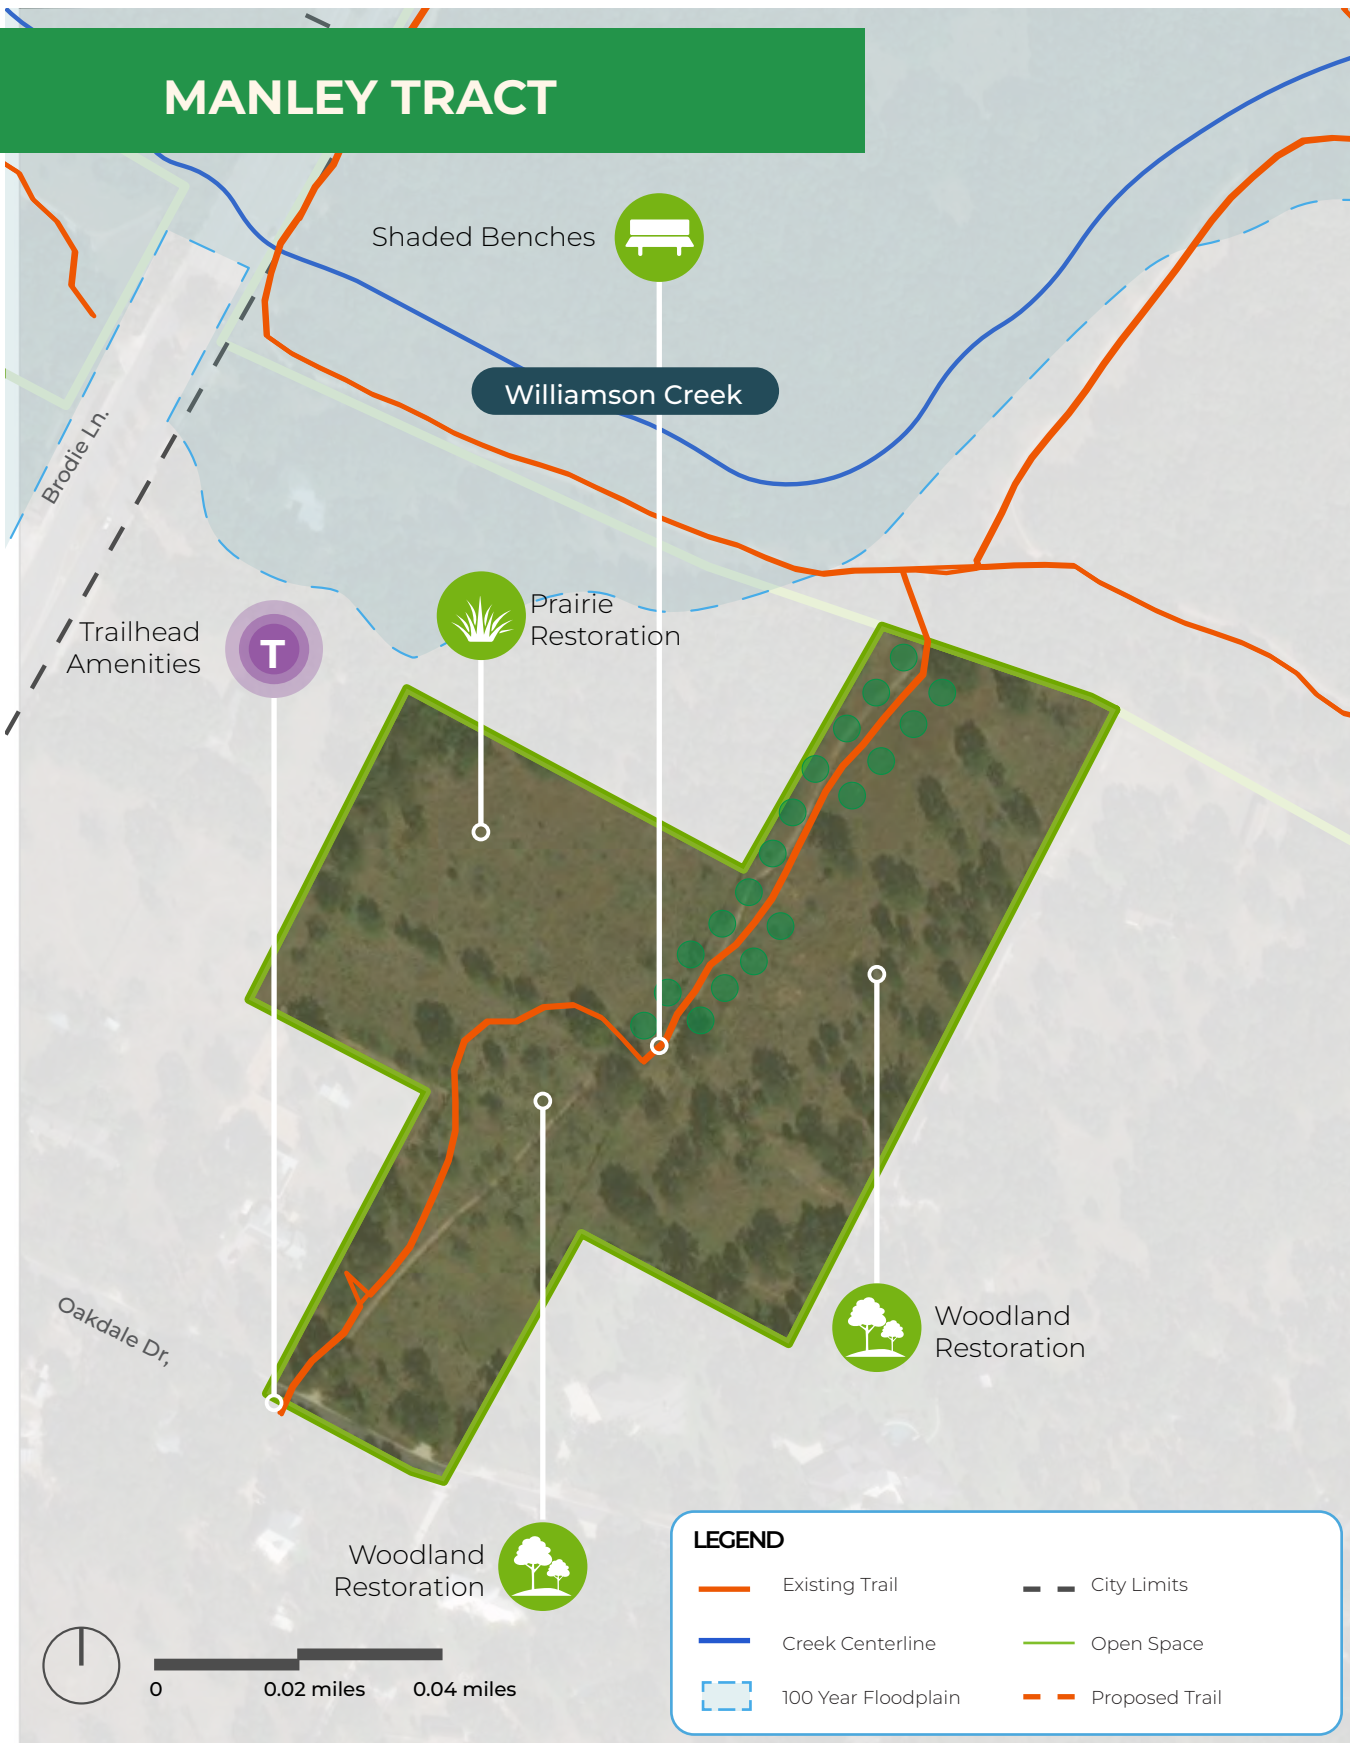 MANLEY TRACT
Shaded Benches
Williamson Creek
Brodie Ln.
Prairie
Restoration
Trailhead
Amenities
T
Oakdale Dr,
Woodland
Restoration
Woodland
Restoration
LEGEND
Existing Trail
City Limits
Creek Centerline
Open Space
100 Year Floodplain
Proposed Trail
0
0.02 miles
0.04 miles